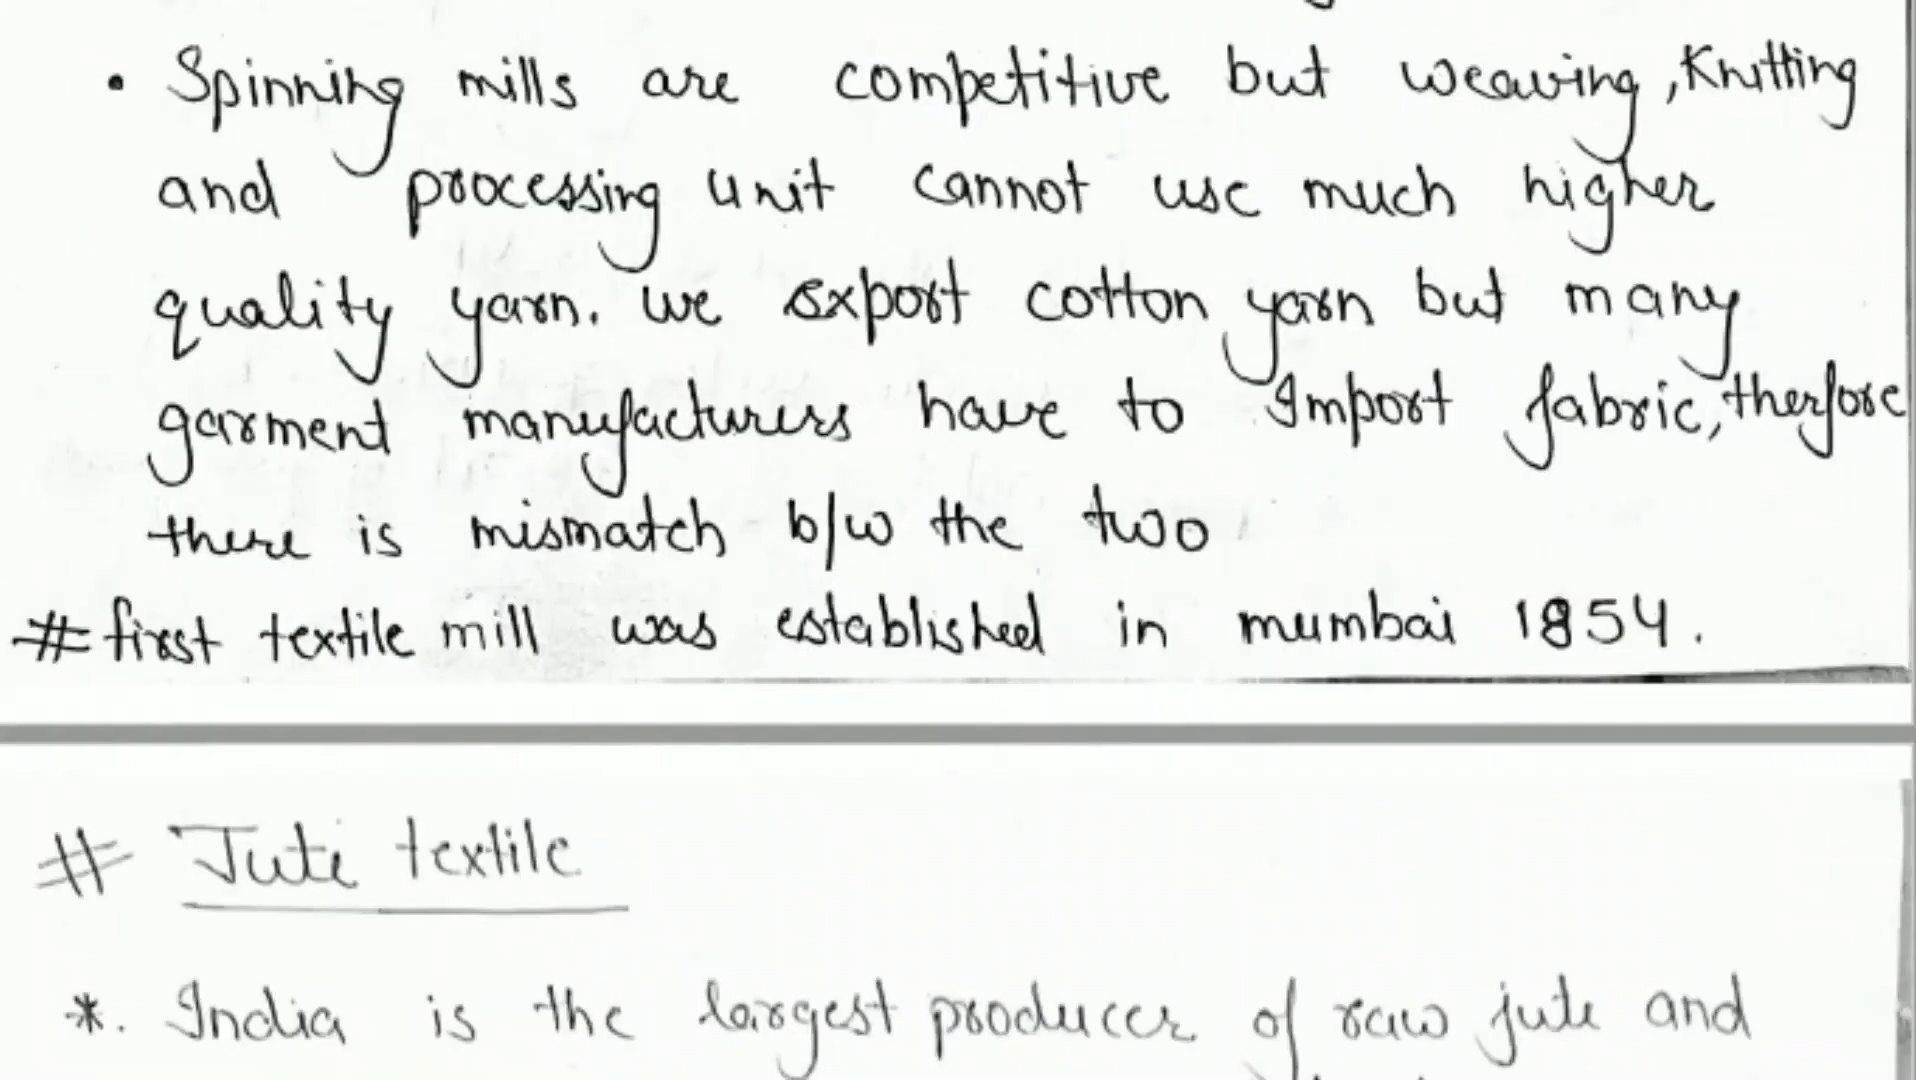 • Spinning mills are competitive but weaving, Knitting
and processing unit cannot use much higher
quality yarn. we export cotton yarn but many
garment manufacturers have to Import fabric, therfore
there is mismatch b/w the two
# first textile mill was established in mumbai 1854.
# Jute textile
*. India is the largest producer of raw jute and